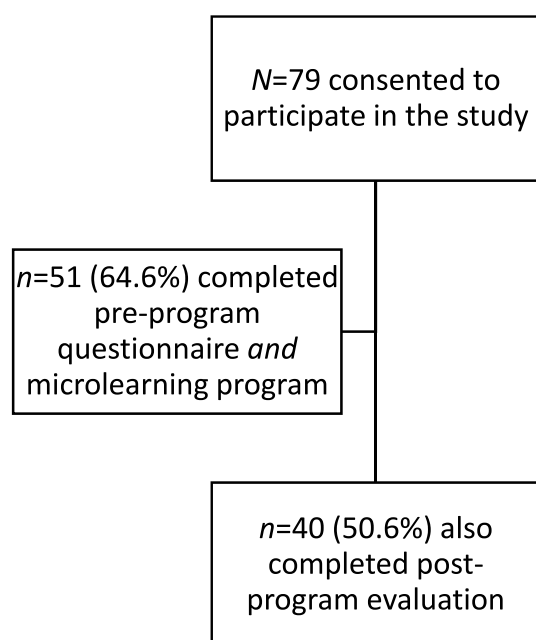 N=79 consented to
participate in the study
n=51 (64.6%) completed
pre-program
questionnaire and
microlearning program
n=40 (50.6%) also
completed post-
program evaluation